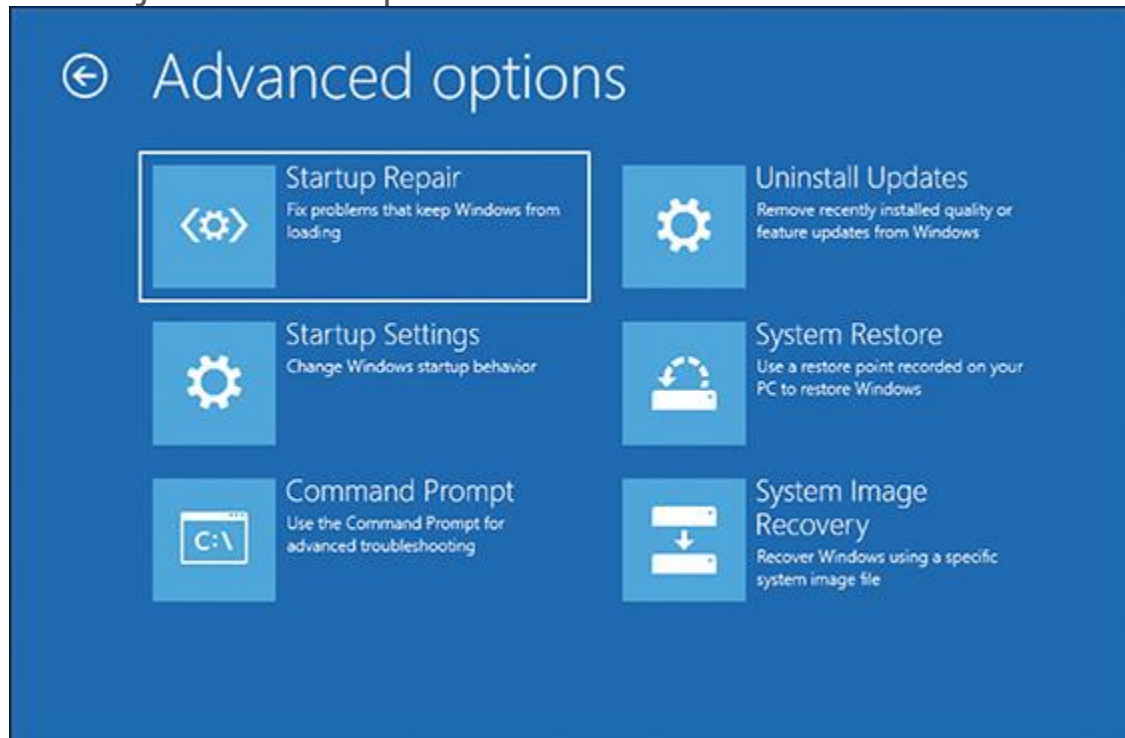 Advanced options
Startup Repair
Fix problems that keep Windows from
loading
Uninstall Updates
Remove recently installed quality or
feature updates from Windows
Startup Settings
Change Windows startup behavior
System Restore
Use a restore point recorded on your
PC to restore Windows
Command Prompt
Use the Command Prompt for
advanced troubleshooting
C:\
System Image
Recovery
Recover Windows using a specific
system image file